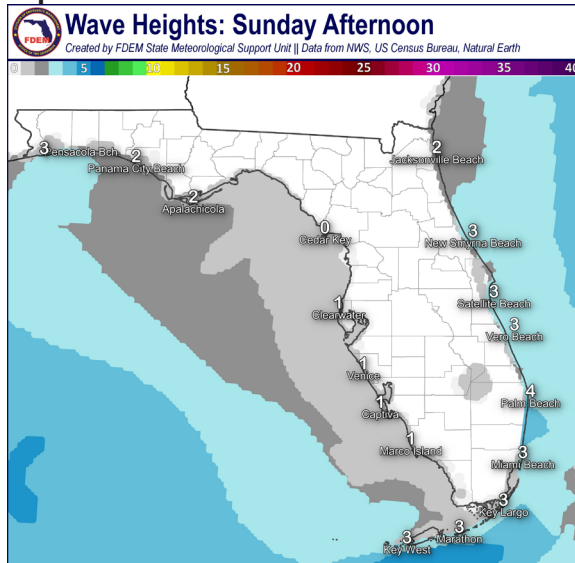 FDEM
Wave Heights: Sunday Afternoon
Created by FDEM State Meteorological Support Unit || Data from NWS, US Census Bureau, Natural Earth
0 5 10 15 20 25 30 35 40
2
Jacksonville Beach
3
Pensacola Bch.
2
Panama City Beach
2
Apalachicola
0
Cedar Key
3
New Smyrna Beach
3
Satellite Beach
1
Clearwater
3
Vero Beach
1
Venice
4
Palm Beach
1
Captiva
1
Marco Island
3
Miami Beach
3
Key Largo
3
Marathon
3
Key West